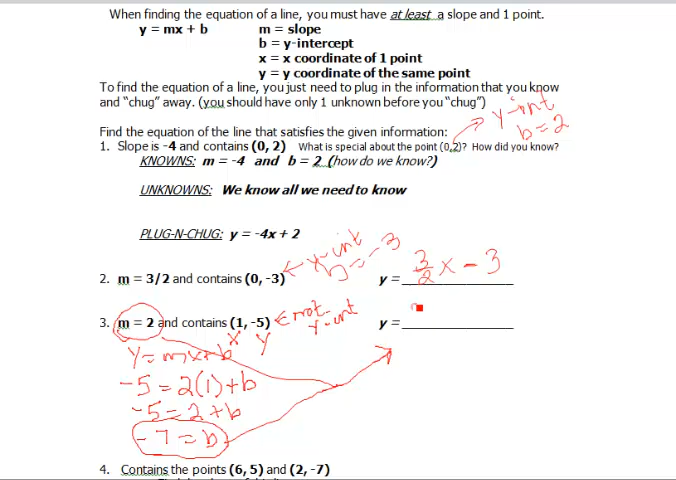 When finding the equation of a line, you must have at least a slope and 1 point.
y = mx + b m = slope
b = y-intercept
x = x coordinate of 1 point
y = y coordinate of the same point
To find the equation of a line, you just need to plug in the information that you know
and "chug" away. (you should have only 1 unknown before you "chug")
y-int
b = 2
Find the equation of the line that satisfies the given information:
1. Slope is -4 and contains (0, 2) What is special about the point (0,2)? How did you know?
KNOWNS: m = -4 and b = 2 (how do we know?)
UNKNOWNS: We know all we need to know
PLUG-N-CHUG: y = -4x + 2
y-int
b = -3
2. m = 3/2 and contains (0, -3) y = 3/2 x - 3
3. m = 2 and contains (1, -5) not y-int y =
x y
y = mx + b
-5 = 2(1) + b
-5 = 2 + b
-7 = b
4. Contains the points (6, 5) and (2, -7)